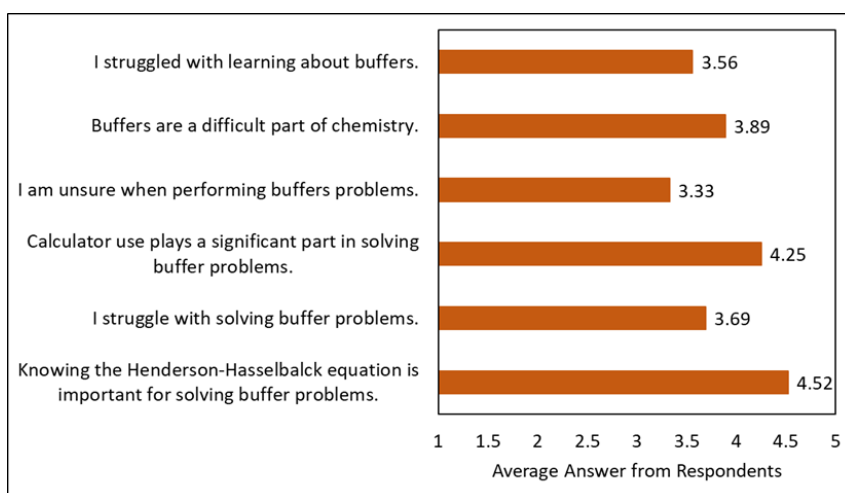 I struggled with learning about buffers.
3.56
Buffers are a difficult part of chemistry.
3.89
I am unsure when performing buffers problems.
3.33
Calculator use plays a significant part in solving
buffer problems.
4.25
I struggle with solving buffer problems.
3.69
Knowing the Henderson-Hasselbalck equation is
important for solving buffer problems.
4.52
1 1.5 2 2.5 3 3.5 4 4.5 5
Average Answer from Respondents